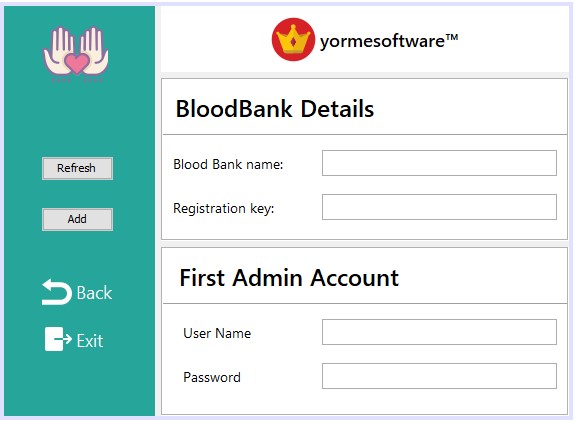 yormesoftware™
Refresh
Add
Back
Exit
BloodBank Details
Blood Bank name:
Registration key:
First Admin Account
User Name
Password